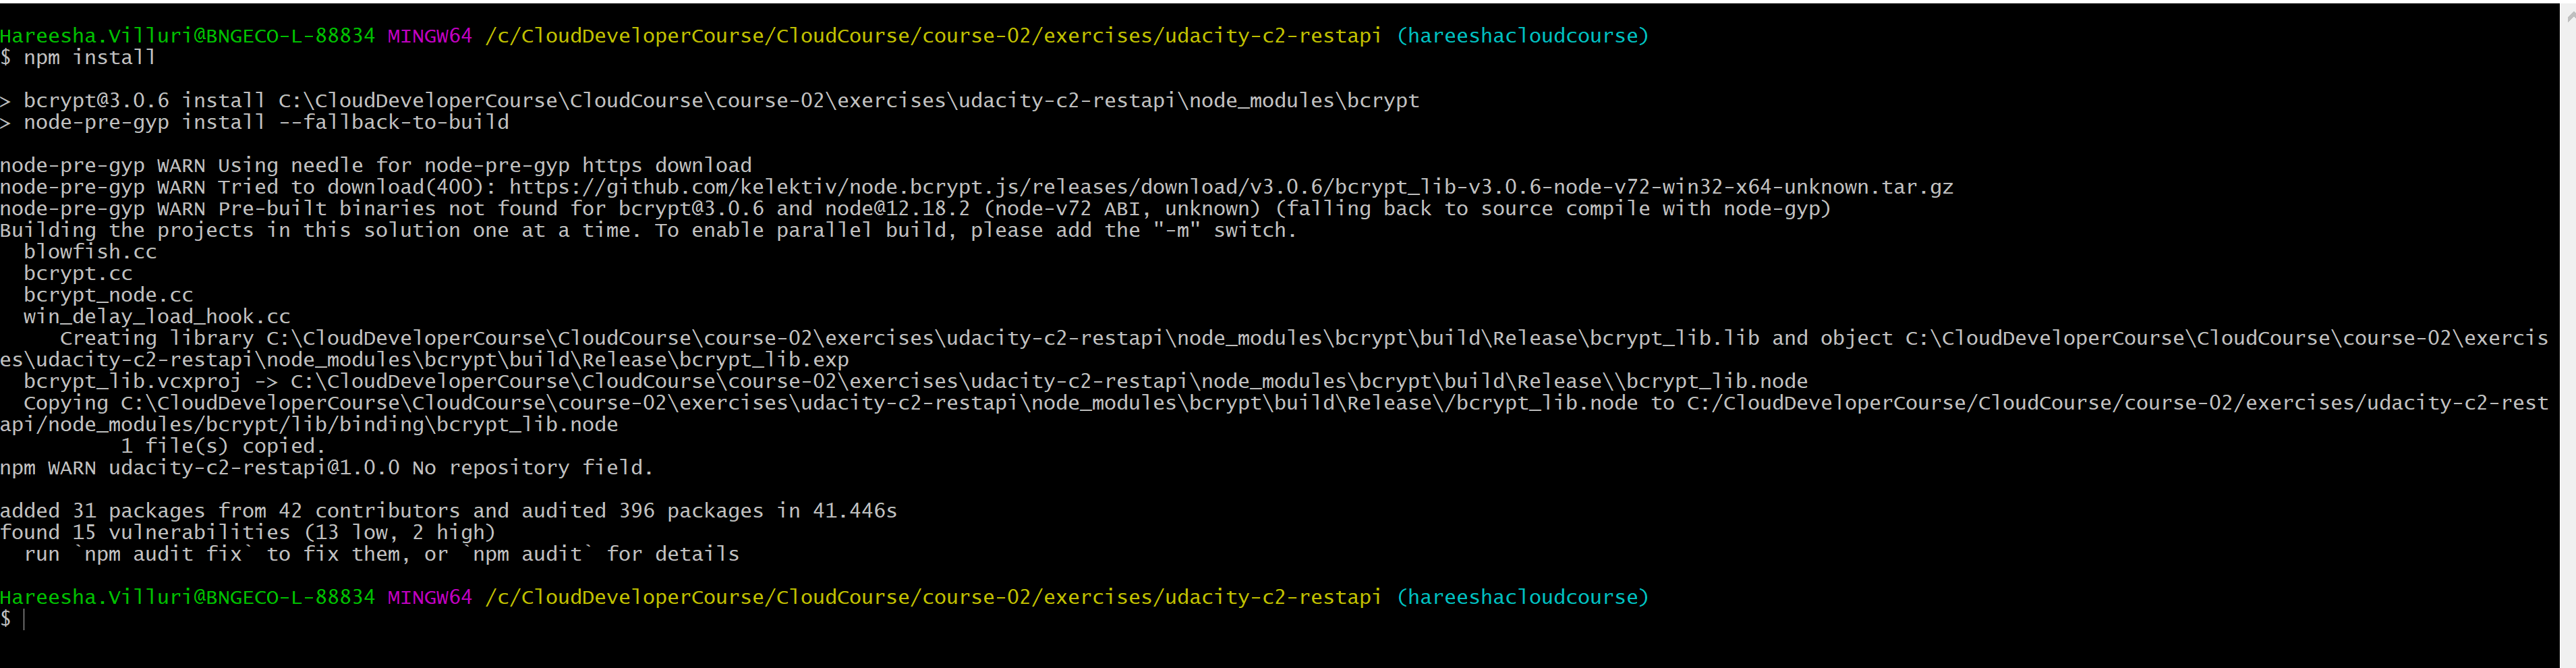 Hareesha.Villuri@BNGECO-L-88834 MINGW64 /c/CloudDeveloperCourse/CloudCourse/course-02/exercises/udacity-c2-restapi (hareeshacloudcourse)
$ npm install
> bcrypt@3.0.6 install C:\CloudDeveloperCourse\CloudCourse\course-02\exercises\udacity-c2-restapi\node_modules\bcrypt
> node-pre-gyp install --fallback-to-build
node-pre-gyp WARN Using needle for node-pre-gyp https download
node-pre-gyp WARN Tried to download(400): https://github.com/kelektiv/node.bcrypt.js/releases/download/v3.0.6/bcrypt_lib-v3.0.6-node-v72-win32-x64-unknown.tar.gz
node-pre-gyp WARN Pre-built binaries not found for bcrypt@3.0.6 and node@12.18.2 (node-v72 ABI, unknown) (falling back to source compile with node-gyp)
Building the projects in this solution one at a time. To enable parallel build, please add the "-m" switch.
  blowfish.cc
  bcrypt.cc
  bcrypt_node.cc
  win_delay_load_hook.cc
     Creating library C:\CloudDeveloperCourse\CloudCourse\course-02\exercises\udacity-c2-restapi\node_modules\bcrypt\build\Release\bcrypt_lib.lib and object C:\CloudDeveloperCourse\CloudCourse\course-02\exercis
es\udacity-c2-restapi\node_modules\bcrypt\build\Release\bcrypt_lib.exp
  bcrypt_lib.vcxproj -> C:\CloudDeveloperCourse\CloudCourse\course-02\exercises\udacity-c2-restapi\node_modules\bcrypt\build\Release\\bcrypt_lib.node
  Copying C:\CloudDeveloperCourse\CloudCourse\course-02\exercises\udacity-c2-restapi\node_modules\bcrypt\build\Release\/bcrypt_lib.node to C:/CloudDeveloperCourse/CloudCourse/course-02/exercises/udacity-c2-rest
api/node_modules/bcrypt/lib/binding\bcrypt_lib.node
          1 file(s) copied.
npm WARN udacity-c2-restapi@1.0.0 No repository field.
added 31 packages from 42 contributors and audited 396 packages in 41.446s
found 15 vulnerabilities (13 low, 2 high)
  run `npm audit fix` to fix them, or `npm audit` for details
Hareesha.Villuri@BNGECO-L-88834 MINGW64 /c/CloudDeveloperCourse/CloudCourse/course-02/exercises/udacity-c2-restapi (hareeshacloudcourse)
$